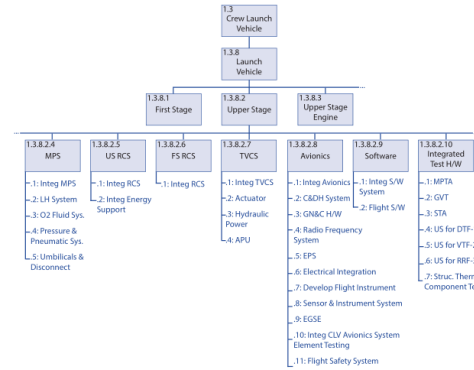 1.3
Crew Launch
Vehicle
1.3.8
Launch
Vehicle
1.3.8.1
First Stage
1.3.8.2
Upper Stage
1.3.8.3
Upper Stage
Engine
1.3.8.2.4
MPS
.1: Integ MPS
.2: LH System
.3: O2 Fluid Sys.
.4: Pressure &
Pneumatic Sys.
.5: Umbilicals &
Disconnect
1.3.8.2.5
US RCS
.1: Integ RCS
.2: Integ Energy
Support
1.3.8.2.6
FS RCS
.1: Integ RCS
1.3.8.2.7
TVCS
.1: Integ TVCS
.2: Actuator
.3: Hydraulic
Power
.4: APU
1.3.8.2.8
Avionics
.1: Integ Avionics
.2: C&DH System
.3: GN&C H/W
.4: Radio Frequency
System
.5: EPS
.6: Electrical Integration
.7: Develop Flight Instrument
.8: Sensor & Instrument System
.9: EGSE
.10: Integ CLV Avionics System
Element Testing
.11: Flight Safety System
1.3.8.2.9
Software
.1: Integ S/W
System
.2: Flight S/W
1.3.8.2.10
Integrated
Test H/W
.1: MPTA
.2: GVT
.3: STA
.4: US for DTF-
.5: US for VTF-2
.6: US for RRF-
.7: Struc. Therm
Component Te